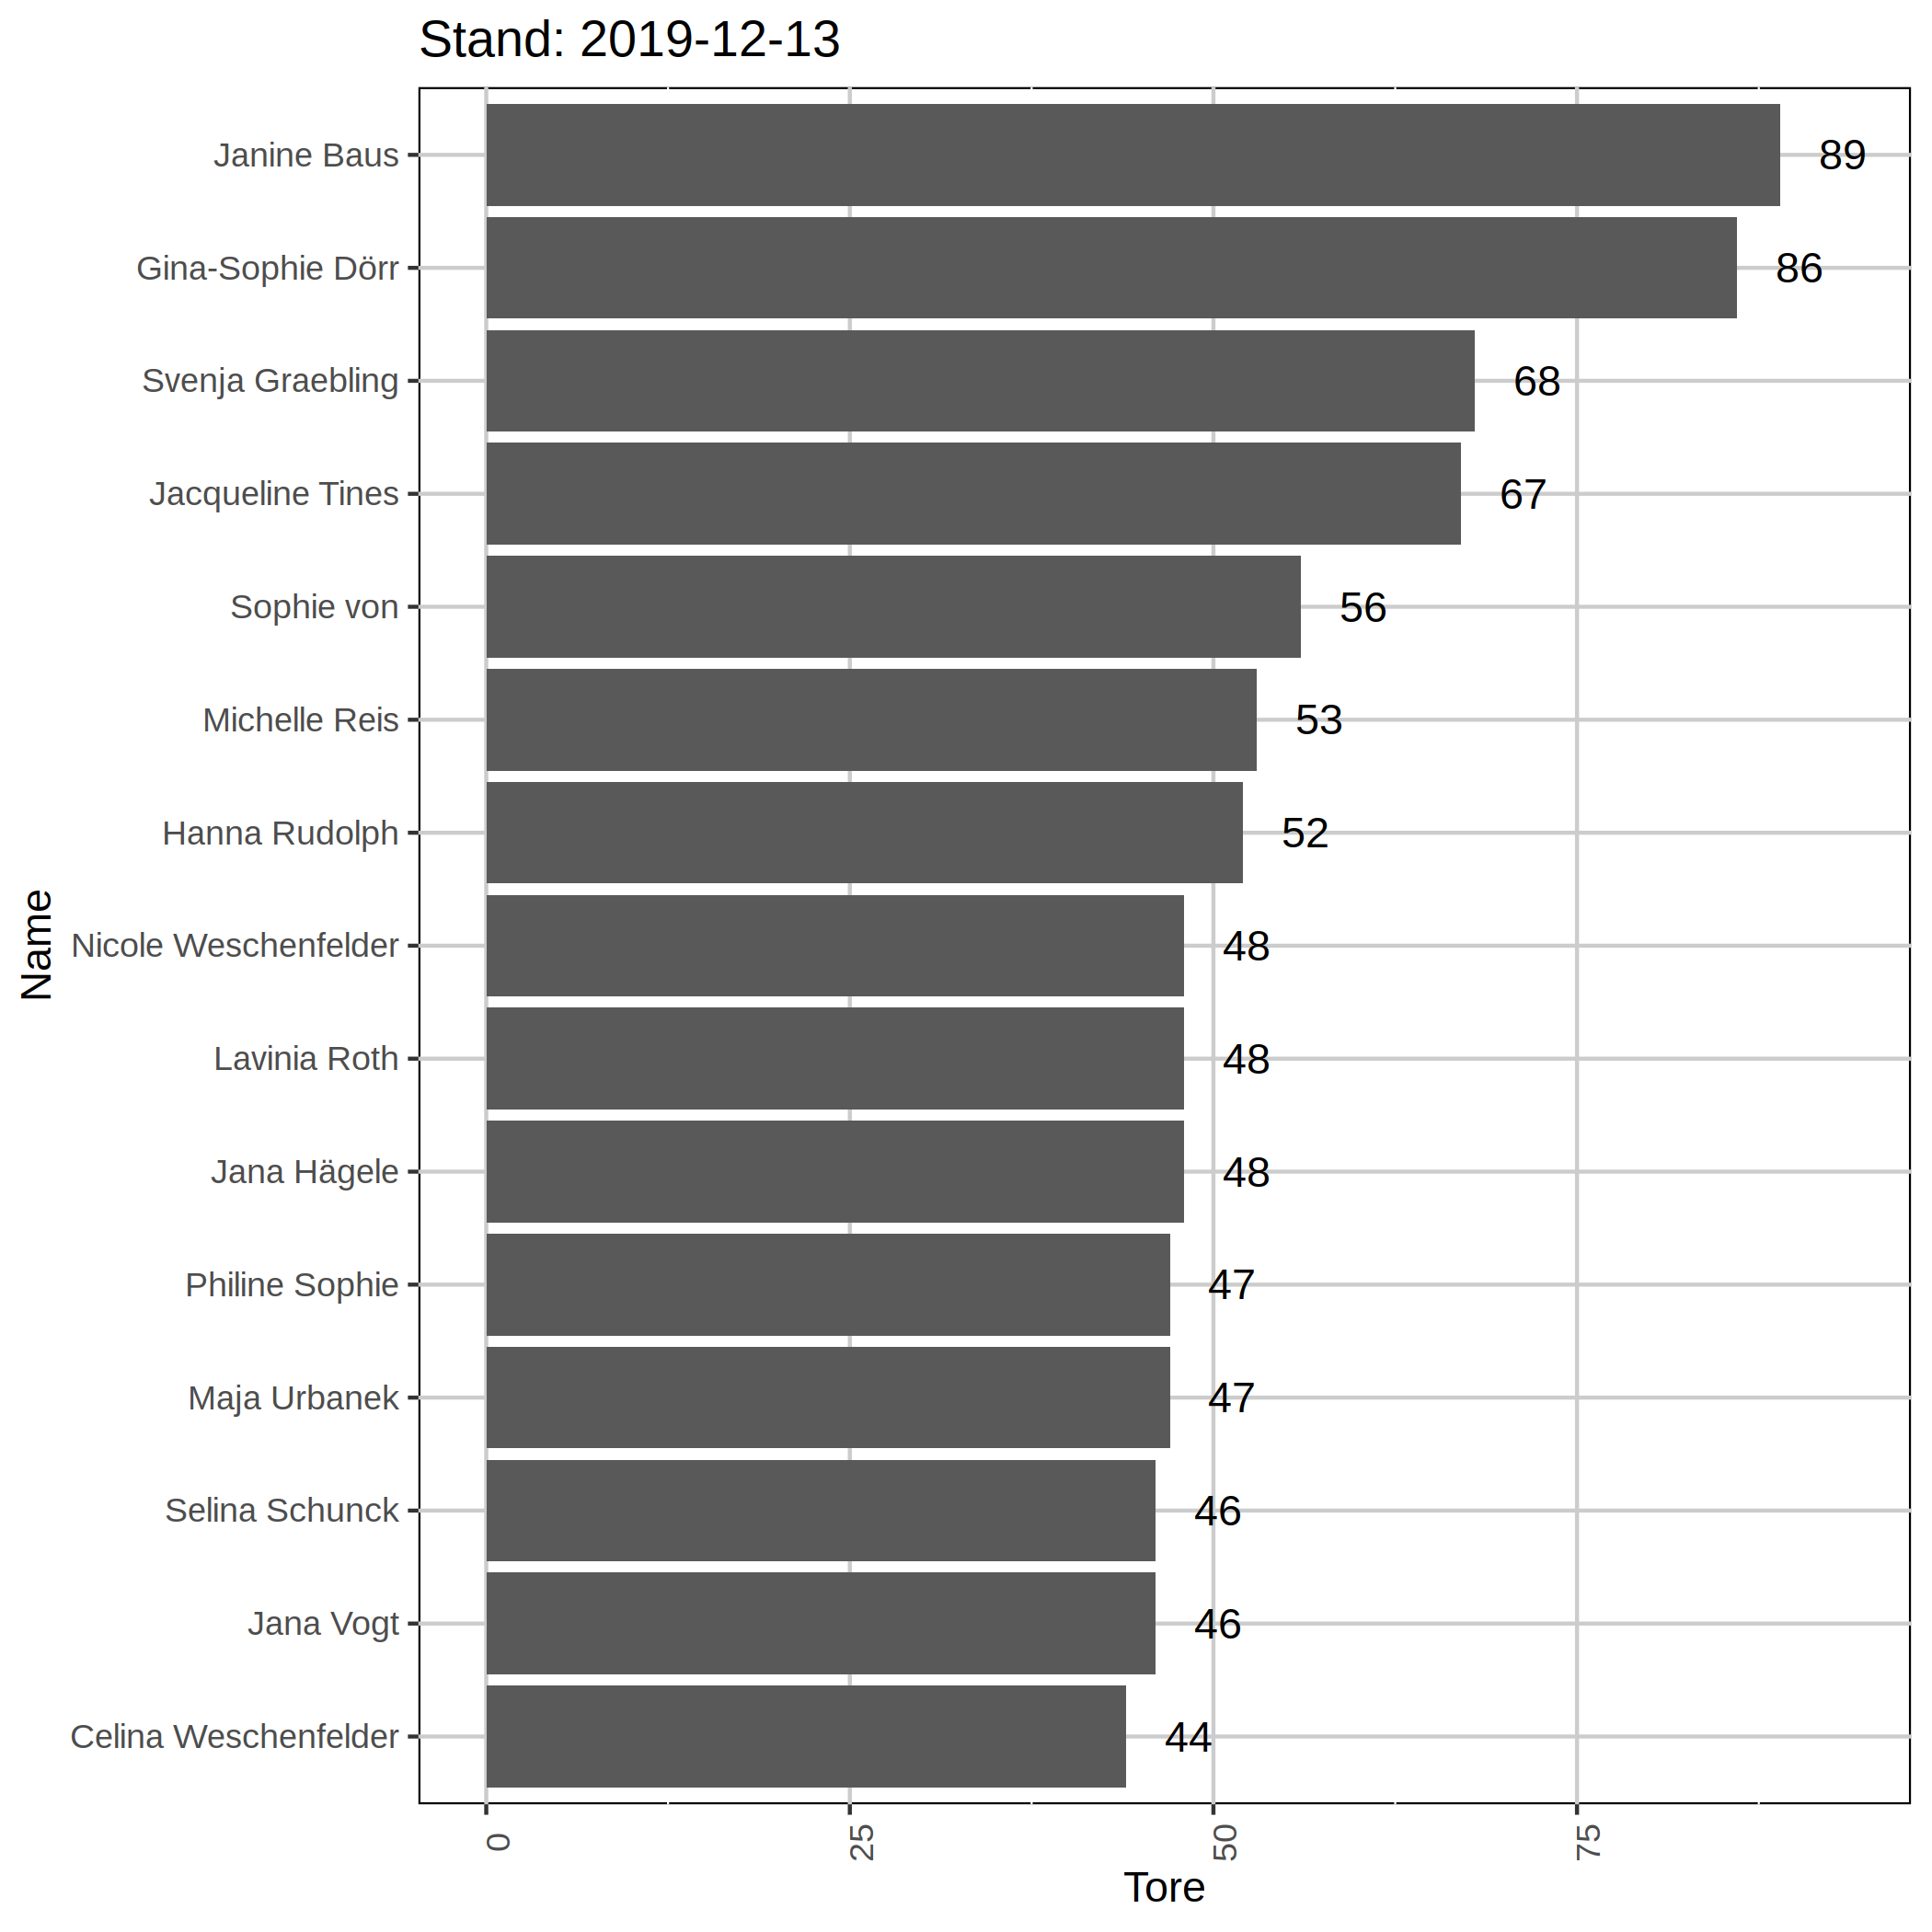 Stand: 2019-12-13
Janine Baus 89
Gina-Sophie Dörr 86
Svenja Graebling 68
Jacqueline Tines 67
Sophie von 56
Michelle Reis 53
Hanna Rudolph 52
Nicole Weschenfelder 48
Lavinia Roth 48
Jana Hägele 48
Philine Sophie 47
Maja Urbanek 47
Selina Schunck 46
Jana Vogt 46
Celina Weschenfelder 44
Name
0 25 50 75
Tore